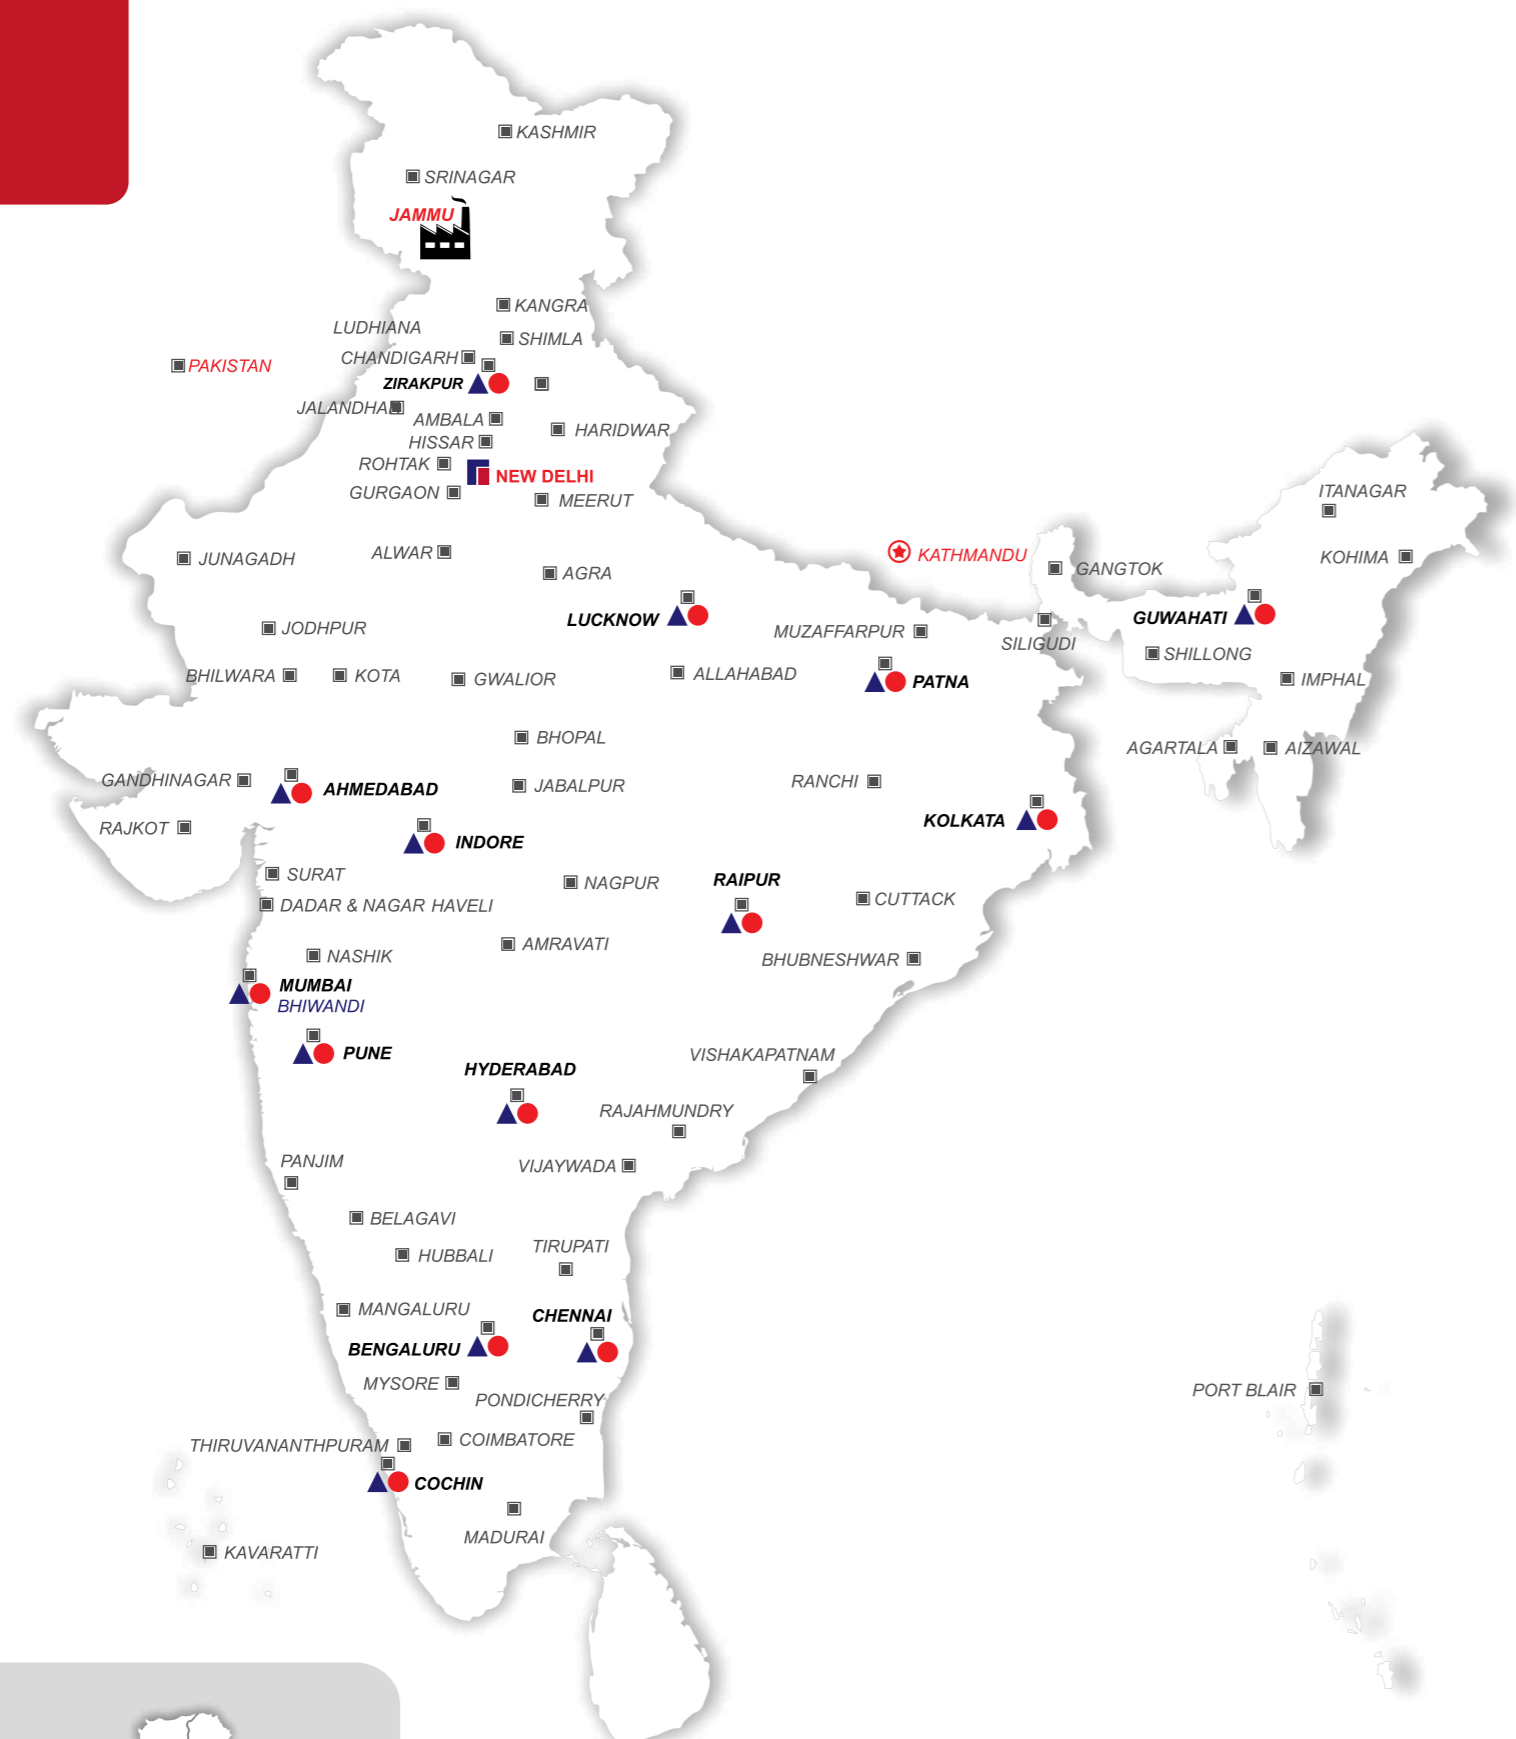 KASHMIR
SRINAGAR
JAMMU
KANGRA
LUDHIANA
SHIMLA
CHANDIGARH
PAKISTAN
ZIRAKPUR
JALANDHAR
AMBALA
HARIDWAR
HISSAR
ROHTAK
NEW DELHI
GURGAON
MEERUT
ITANAGAR
ALWAR
KATHMANDU
KOHIMA
JUNAGADH
GANGTOK
AGRA
LUCKNOW
GUWAHATI
JODHPUR
MUZAFFARPUR
SILIGUDI
SHILLONG
BHILWARA
KOTA
GWALIOR
ALLAHABAD
PATNA
IMPHAL
BHOPAL
AGARTALA
AIZAWAL
GANDHINAGAR
AHMEDABAD
JABALPUR
RANCHI
RAJKOT
KOLKATA
INDORE
SURAT
NAGPUR
RAIPUR
DADAR & NAGAR HAVELI
CUTTACK
AMRAVATI
NASHIK
BHUBNESHWAR
MUMBAI
BHIWANDI
PUNE
VISHAKAPATNAM
HYDERABAD
RAJAHMUNDRY
PANJIM
VIJAYWADA
BELAGAVI
HUBBALI
TIRUPATI
MANGALURU
CHENNAI
BENGALURU
MYSORE
PORT BLAIR
PONDICHERRY
THIRUVANANTHPURAM
COIMBATORE
COCHIN
MADURAI
KAVARATTI